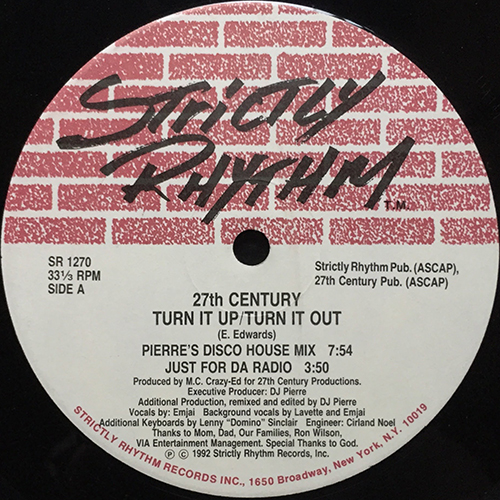 STRICTLY
RHYTHM T.M.
SR 1270
33⅓ RPM
SIDE A
Strictly Rhythm Pub. (ASCAP),
27th Century Pub. (ASCAP)
27th CENTURY
TURN IT UP/TURN IT OUT
(E. Edwards)
PIERRE'S DISCO HOUSE MIX 7:54
JUST FOR DA RADIO 3:50
Produced by M.C. Crazy-Ed for 27th Century Productions.
Executive Producer: DJ Pierre
Additional Production, remixed and edited by DJ Pierre
Vocals by: Emjai Background vocals by Lavette and Emjai
Additional Keyboards by Lenny "Domino" Sinclair Engineer: Cirland Noel
Thanks to Mom, Dad, Our Families, Ron Wilson,
VIA Entertainment Management. Special Thanks to God.
(P) (C) 1992 Strictly Rhythm Records, Inc.
STRICTLY RHYTHM RECORDS INC., 1650 Broadway, New York, N.Y. 10019